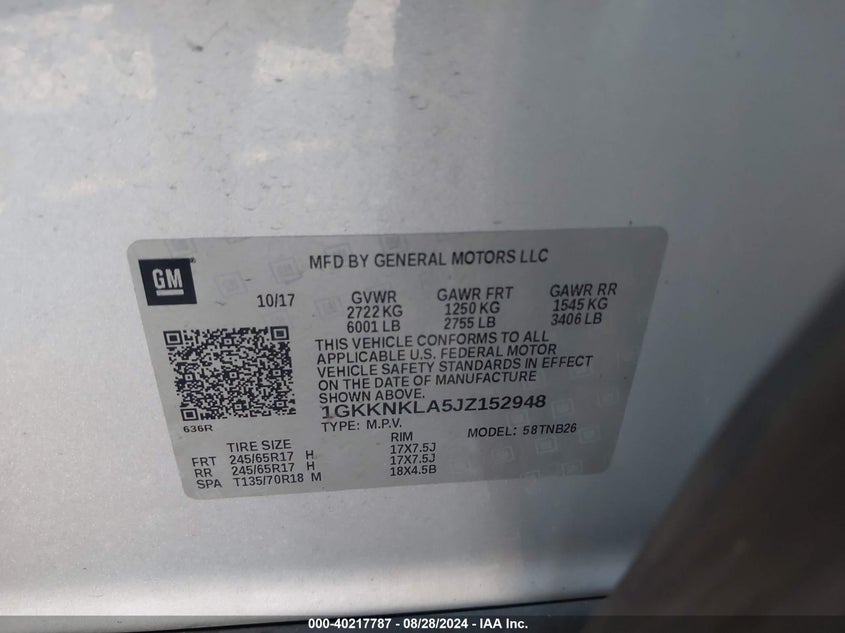 GM
MFD BY GENERAL MOTORS LLC
10/17 GVWR GAWR FRT GAWR RR
2722 KG 1250 KG 1545 KG
6001 LB 2755 LB 3406 LB
THIS VEHICLE CONFORMS TO ALL
APPLICABLE U.S. FEDERAL MOTOR
VEHICLE SAFETY STANDARDS IN EFFECT
ON THE DATE OF MANUFACTURE
SHOWN ABOVE.
636R
1GKKNKLA5JZ152948
TYPE: M.P.V. MODEL: 58TNB26
TIRE SIZE RIM
FRT 245/65R17 H 17X7.5J
RR 245/65R17 H 17X7.5J
SPA T135/70R18 M 18X4.5B
000-40217787 - 08/28/2024 - IAA Inc.